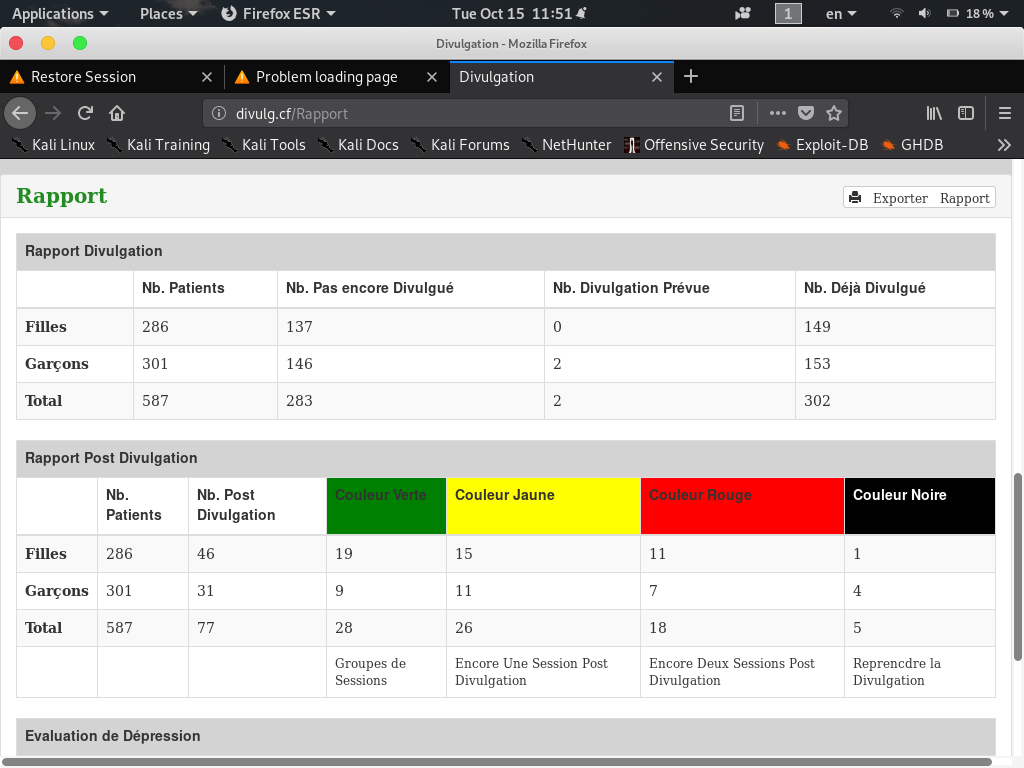 Applications Places Firefox ESR Tue Oct 15 11:51 1 en 18%
Divulgation - Mozilla Firefox
Restore Session Problem loading page Divulgation
divulg.cf/Rapport
Kali Linux Kali Training Kali Tools Kali Docs Kali Forums NetHunter Offensive Security Exploit-DB GHDB
Rapport Exporter Rapport
Rapport Divulgation
Nb. Patients Nb. Pas encore Divulgué Nb. Divulgation Prévue Nb. Déjà Divulgué
Filles 286 137 0 149
Garçons 301 146 2 153
Total 587 283 2 302
Rapport Post Divulgation
Nb. Patients Nb. Post Divulgation Couleur Verte Couleur Jaune Couleur Rouge Couleur Noire
Filles 286 46 19 15 11 1
Garçons 301 31 9 11 7 4
Total 587 77 28 26 18 5
Groupes de Sessions Encore Une Session Post Divulgation Encore Deux Sessions Post Divulgation Reprencdre la Divulgation
Evaluation de Dépression